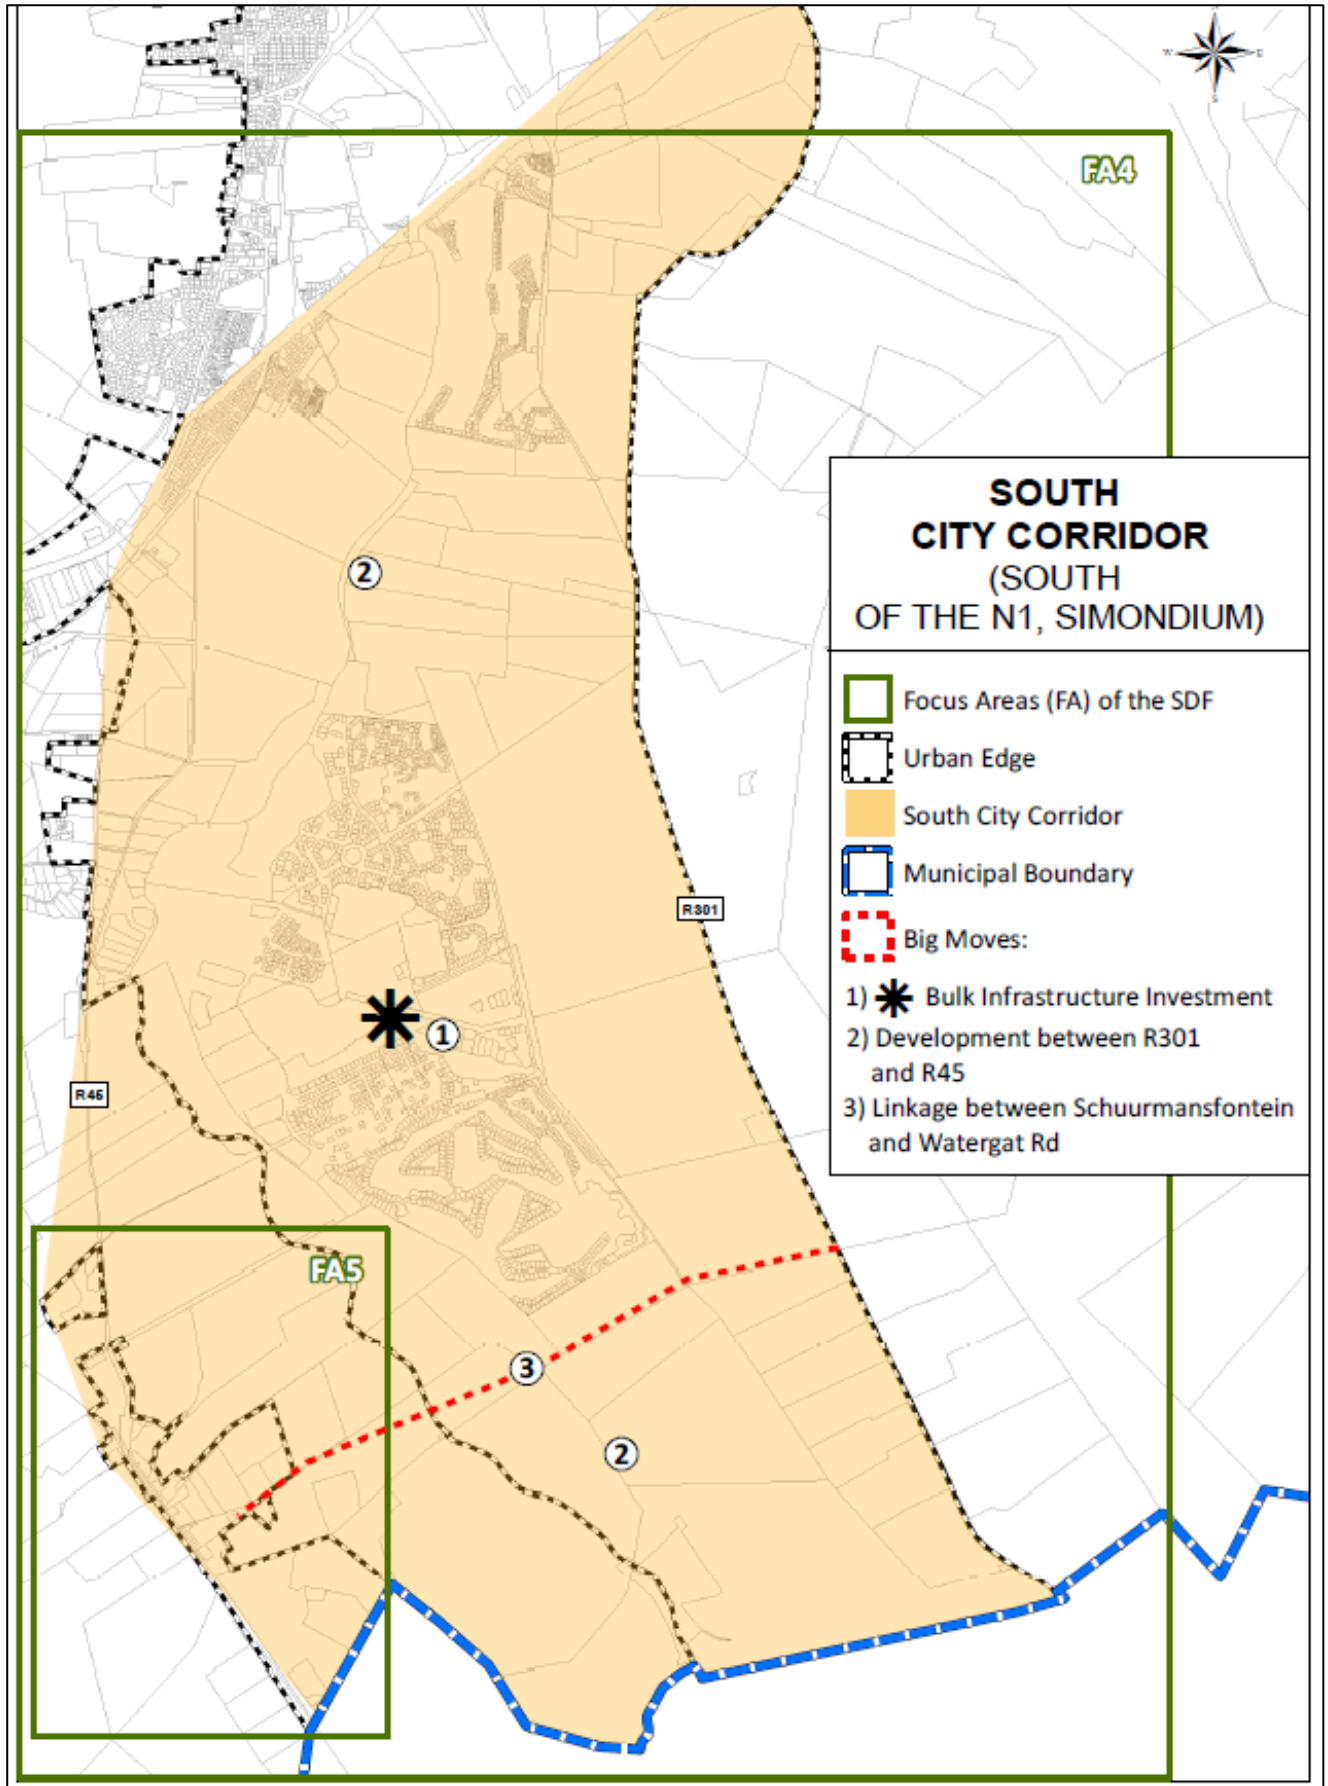 FA4
SOUTH
CITY CORRIDOR
(SOUTH
OF THE N1, SIMONDIUM)
Focus Areas (FA) of the SDF
Urban Edge
South City Corridor
Municipal Boundary
Big Moves:
1) Bulk Infrastructure Investment
2) Development between R301
and R45
3) Linkage between Schuurmansfontein
and Watergat Rd
2
R301
1
R45
FA5
3
2